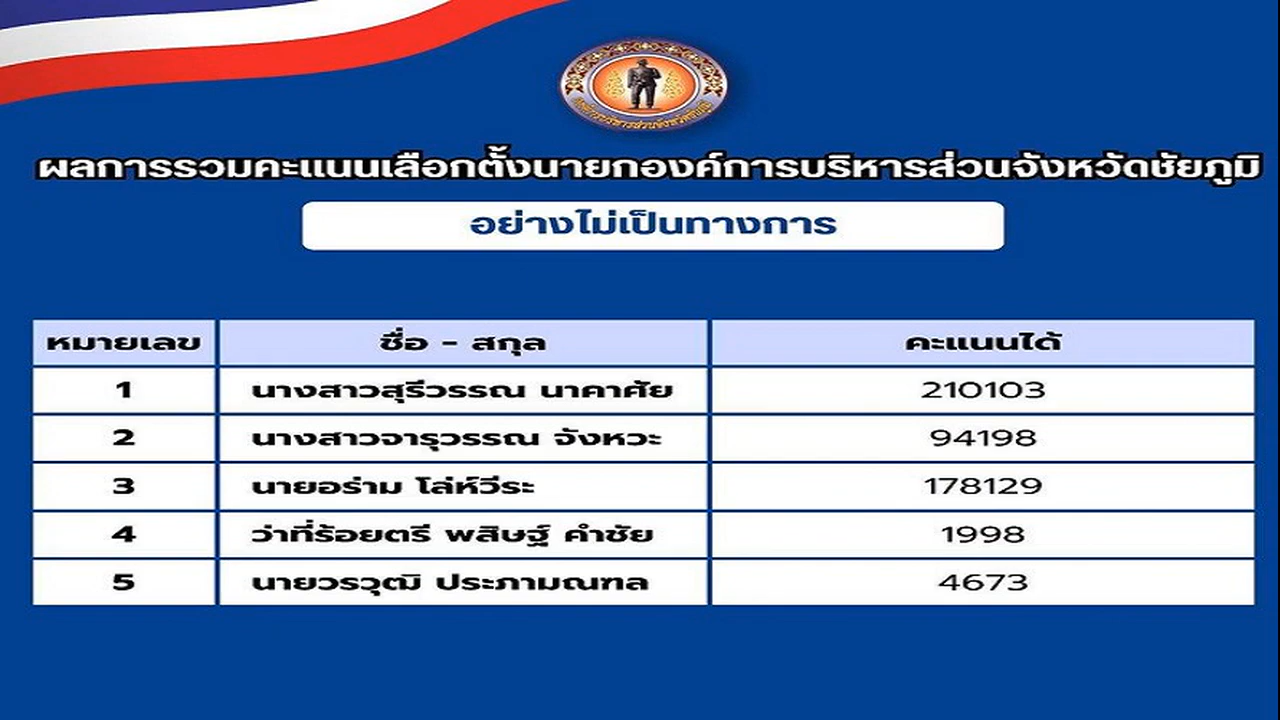 ผลการรวมคะแนนเลือกตั้งนายกองค์การบริหารส่วนจังหวัดชัยภูมิ
อย่างไม่เป็นทางการ
หมายเลข ชื่อ - สกุล คะแนนได้
1 นางสาวสุรีวรรณ นาคาศัย 210103
2 นางสาวจารุวรรณ จังหวะ 94198
3 นายอร่าม โล่ห์วีระ 178129
4 ว่าที่ร้อยตรี พสิษฐ์ คำชัย 1998
5 นายวรวุฒิ ประภามณฑล 4673